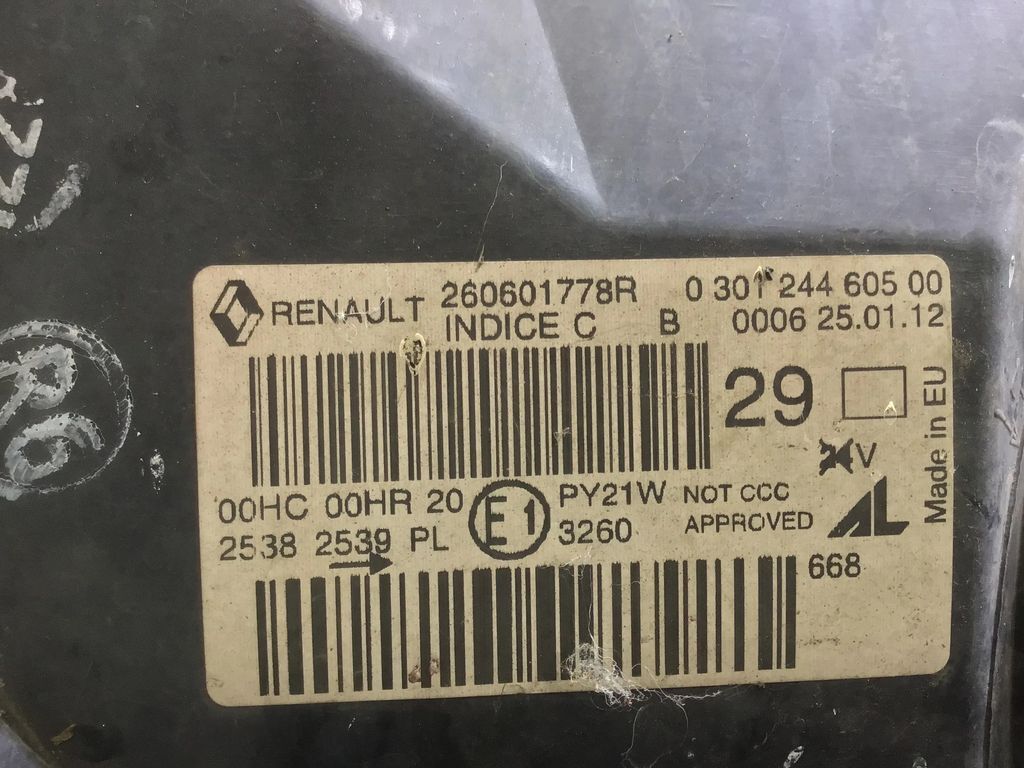 RENAULT 260601778R 0 301 244 605 00
INDICE C B 0006 25.01.12
29
V
Made in EU
00HC 00HR 20 E1 PY21W NOT CCC
2538 2539 PL 3260 APPROVED AL
668